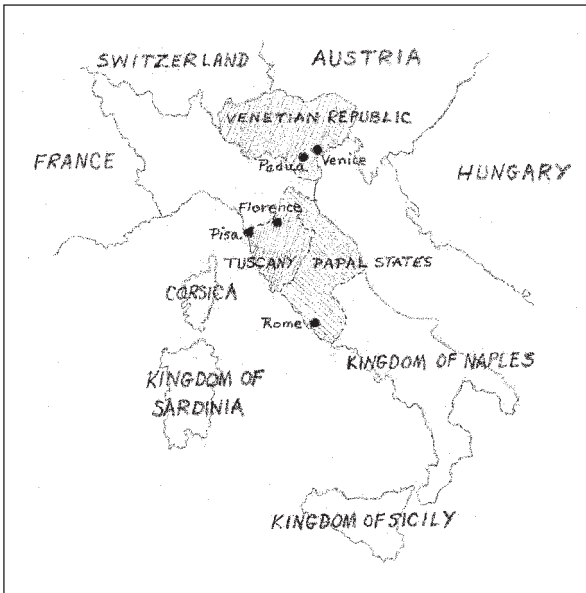 SWITZERLAND
AUSTRIA
VENETIAN REPUBLIC
FRANCE
Padua
Venice
HUNGARY
Florence
Pisa
TUSCANY
PAPAL STATES
CORSICA
Rome
KINGDOM OF NAPLES
KINGDOM OF
SARDINIA
KINGDOM OF SICILY